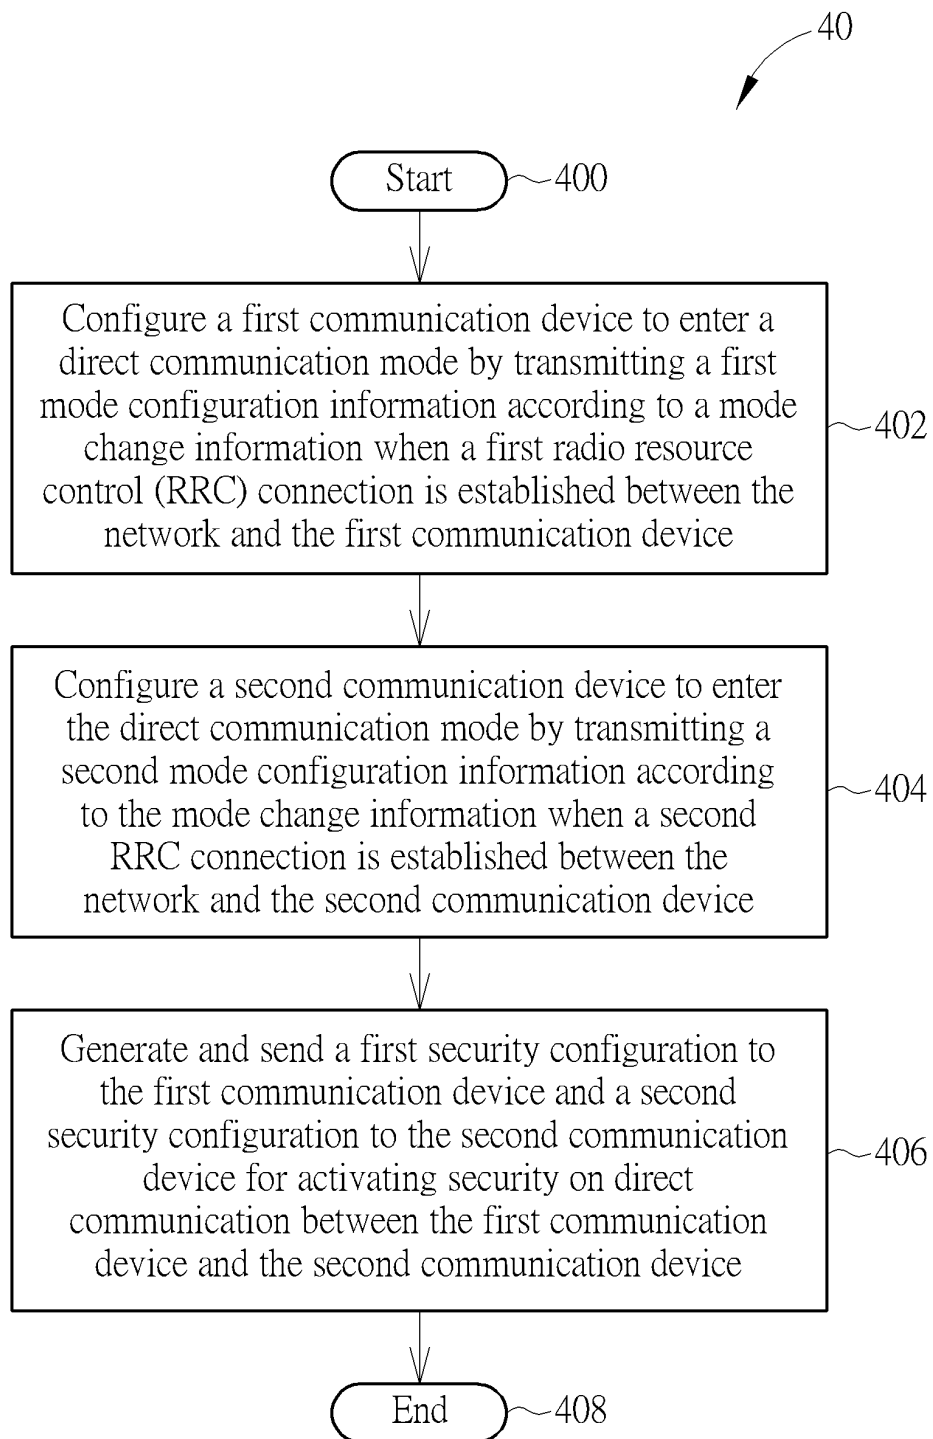 40
Start
400
Configure a first communication device to enter a
direct communication mode by transmitting a first
mode configuration information according to a mode
change information when a first radio resource
control (RRC) connection is established between the
network and the first communication device
402
Configure a second communication device to enter
the direct communication mode by transmitting a
second mode configuration information according
to the mode change information when a second
RRC connection is established between the
network and the second communication device
404
Generate and send a first security configuration to
the first communication device and a second
security configuration to the second communication
device for activating security on direct
communication between the first communication
device and the second communication device
406
End
408